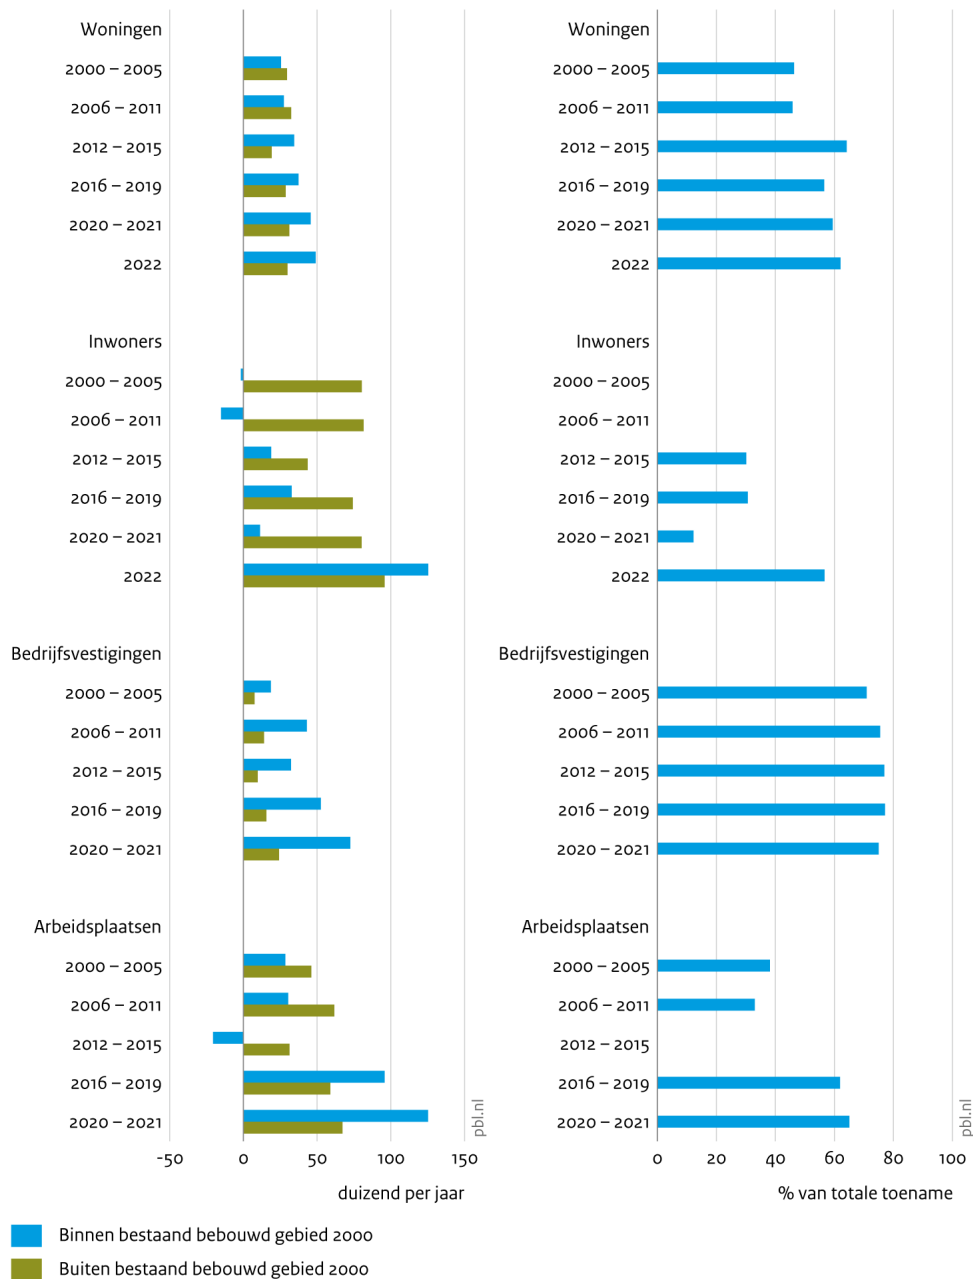 Woningen
2000 – 2005
2006 – 2011
2012 – 2015
2016 – 2019
2020 – 2021
2022
Inwoners
2000 – 2005
2006 – 2011
2012 – 2015
2016 – 2019
2020 – 2021
2022
Bedrijfsvestigingen
2000 – 2005
2006 – 2011
2012 – 2015
2016 – 2019
2020 – 2021
Arbeidsplaatsen
2000 – 2005
2006 – 2011
2012 – 2015
2016 – 2019
2020 – 2021
-50 0 50 100 150
duizend per jaar
pbl.nl
Woningen
2000 – 2005
2006 – 2011
2012 – 2015
2016 – 2019
2020 – 2021
2022
Inwoners
2000 – 2005
2006 – 2011
2012 – 2015
2016 – 2019
2020 – 2021
2022
Bedrijfsvestigingen
2000 – 2005
2006 – 2011
2012 – 2015
2016 – 2019
2020 – 2021
Arbeidsplaatsen
2000 – 2005
2006 – 2011
2012 – 2015
2016 – 2019
2020 – 2021
0 20 40 60 80 100
% van totale toename
pbl.nl
Binnen bestaand bebouwd gebied 2000
Buiten bestaand bebouwd gebied 2000